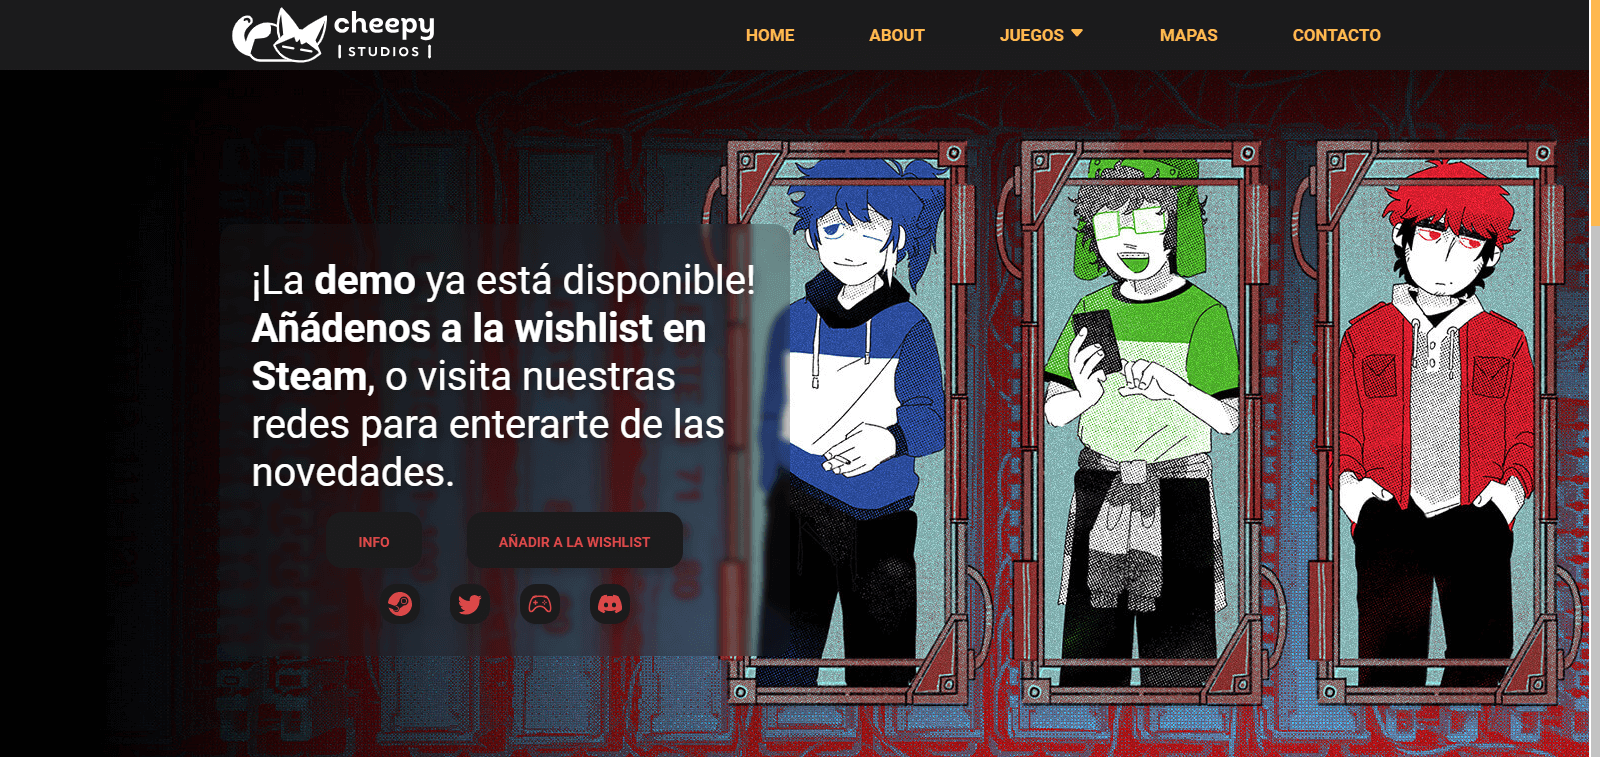 cheepy
STUDIOS
HOME
ABOUT
JUEGOS
MAPAS
CONTACTO
¡La demo ya está disponible!
Añádenos a la wishlist en
Steam, o visita nuestras
redes para enterarte de las
novedades.
INFO
AÑADIR A LA WISHLIST